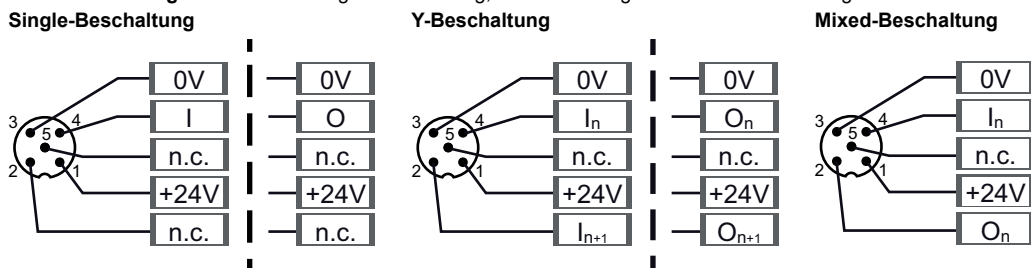 Single-Beschaltung
Y-Beschaltung
Mixed-Beschaltung
3 5 4 2 1
0V
I
n.c.
+24V
n.c.
0V
O
n.c.
+24V
n.c.
3 5 4 2 1
0V
Iₙ
n.c.
+24V
Iₙ₊₁
0V
Oₙ
n.c.
+24V
Oₙ₊₁
3 5 4 2 1
0V
Iₙ
n.c.
+24V
Oₙ